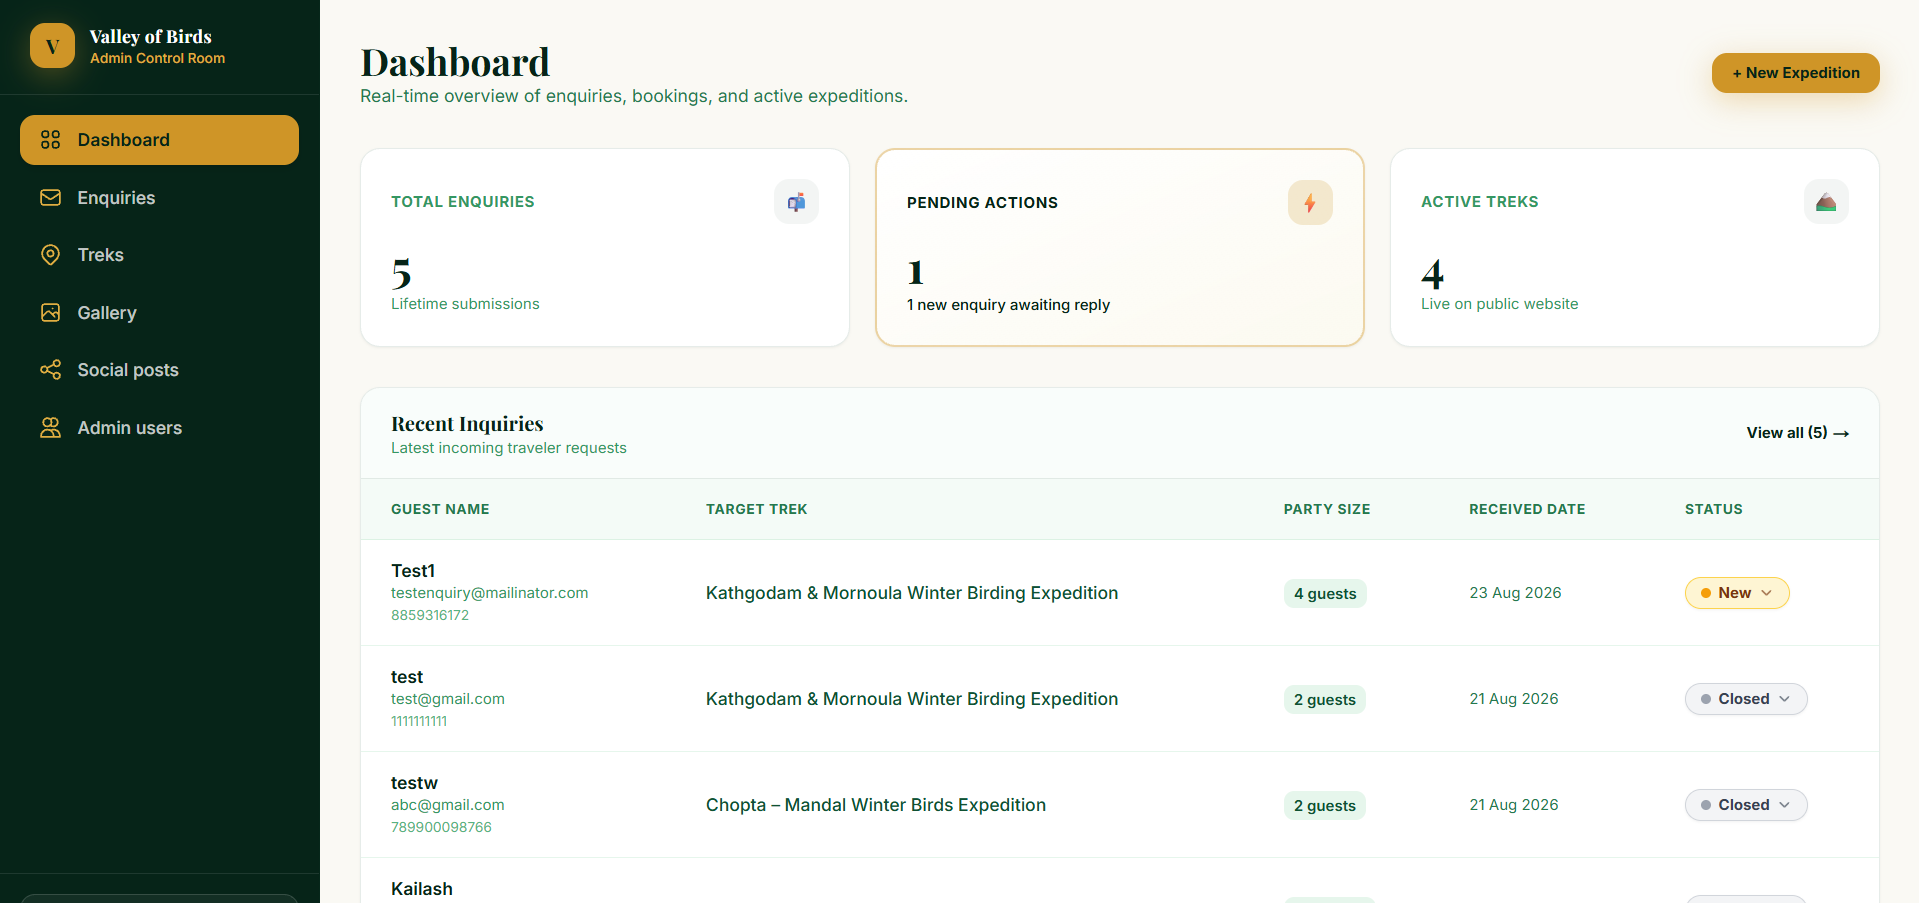 V
Valley of Birds
Admin Control Room
Dashboard
Enquiries
Treks
Gallery
Social posts
Admin users
Dashboard
Real-time overview of enquiries, bookings, and active expeditions.
+ New Expedition
TOTAL ENQUIRIES
5
Lifetime submissions
PENDING ACTIONS
1
1 new enquiry awaiting reply
ACTIVE TREKS
4
Live on public website
Recent Inquiries
Latest incoming traveler requests
View all (5) →
GUEST NAME TARGET TREK PARTY SIZE RECEIVED DATE STATUS
Test1
testenquiry@mailinator.com
8859316172
Kathgodam & Mornoula Winter Birding Expedition
4 guests
23 Aug 2026
New
test
test@gmail.com
1111111111
Kathgodam & Mornoula Winter Birding Expedition
2 guests
21 Aug 2026
Closed
testw
abc@gmail.com
789900098766
Chopta – Mandal Winter Birds Expedition
2 guests
21 Aug 2026
Closed
Kailash